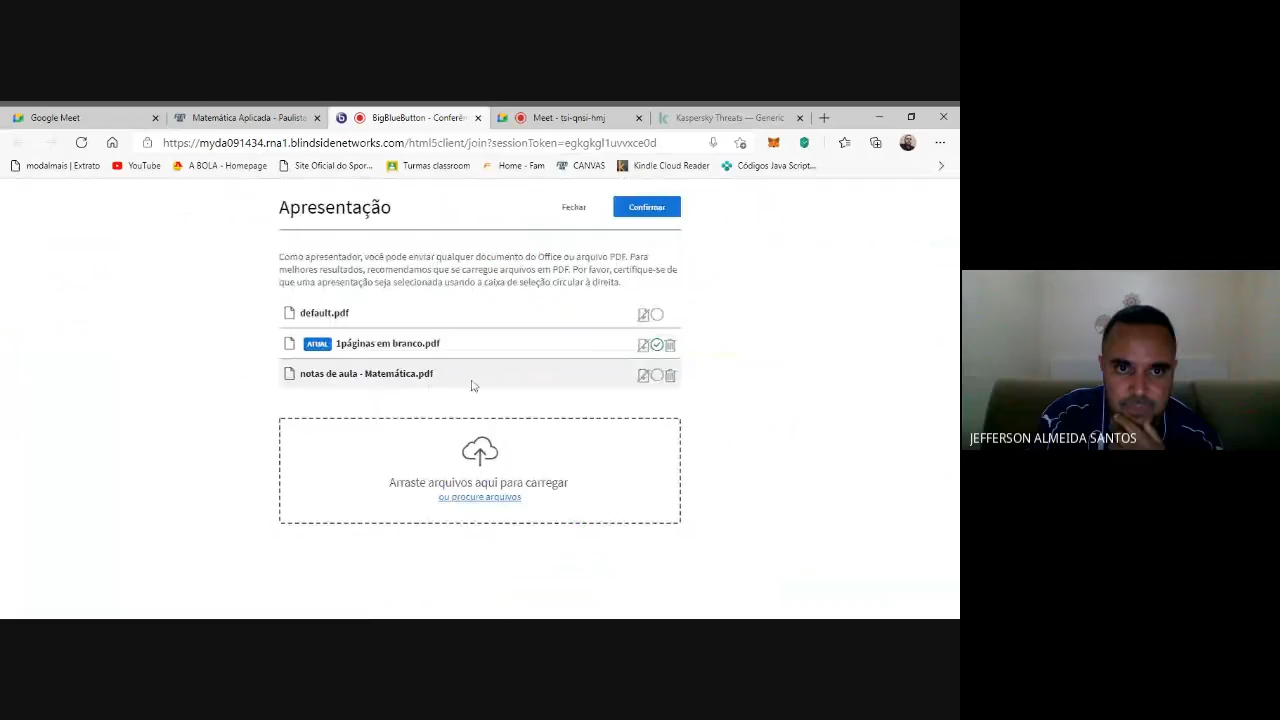 Google Meet
Matemática Aplicada - Paulista
BigBlueButton - Conferên
Meet - tsi-qnsi-hmj
Kaspersky Threats — Generic
https://myda091434.rna1.blindsidenetworks.com/html5client/join?sessionToken=egkgkgl1uvvxce0d
modalmais | Extrato
YouTube
A BOLA - Homepage
Site Oficial do Spor...
Turmas classroom
Home - Fam
CANVAS
Kindle Cloud Reader
Códigos Java Script...
Apresentação
Fechar
Confirmar
Como apresentador, você pode enviar qualquer documento do Office ou arquivo PDF. Para
melhores resultados, recomendamos que se carregue arquivos em PDF. Por favor, certifique-se de
que uma apresentação seja selecionada usando a caixa de seleção circular à direita.
default.pdf
ATUAL 1páginas em branco.pdf
notas de aula - Matemática.pdf
Arraste arquivos aqui para carregar
ou procure arquivos
JEFFERSON ALMEIDA SANTOS